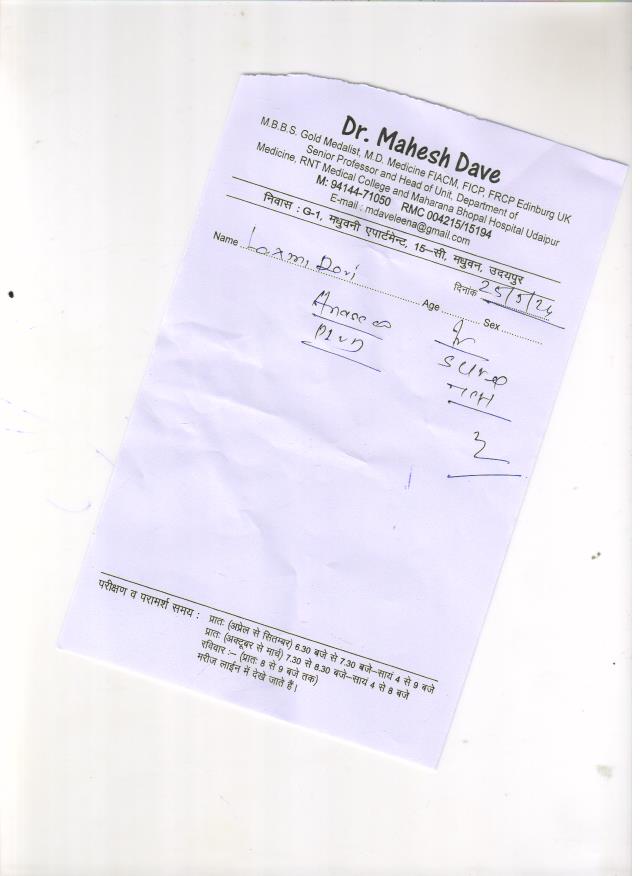 Dr. Mahesh Dave
M.B.B.S. Gold Medalist, M.D. Medicine FIACM, FICP, FRCP Edinburg UK
Senior Professor and Head of Unit, Department of
Medicine, RNT Medical College and Maharana Bhopal Hospital Udaipur
M: 94144-71050 RMC 004215/15194
E-mail : mdaveleena@gmail.com
निवास : G-1, मधुवनी एपार्टमेन्ट, 15-सी, मधुवन, उदयपुर
दिनांक 25/5/24
Name Laxmi Age Sex
परीक्षण व परामर्श समय : प्रातः (अप्रेल से सितम्बर) 6.30 बजे से 7.30 बजे-सायं 4 से 9 बजे
प्रातः (अक्टूबर से मार्च) 7.30 से 8.30 बजे-सायं 4 से 8 बजे
रविवार :- (प्रातः 8 से 9 बजे तक)
मरीज लाईन में देखे जाते हैं।